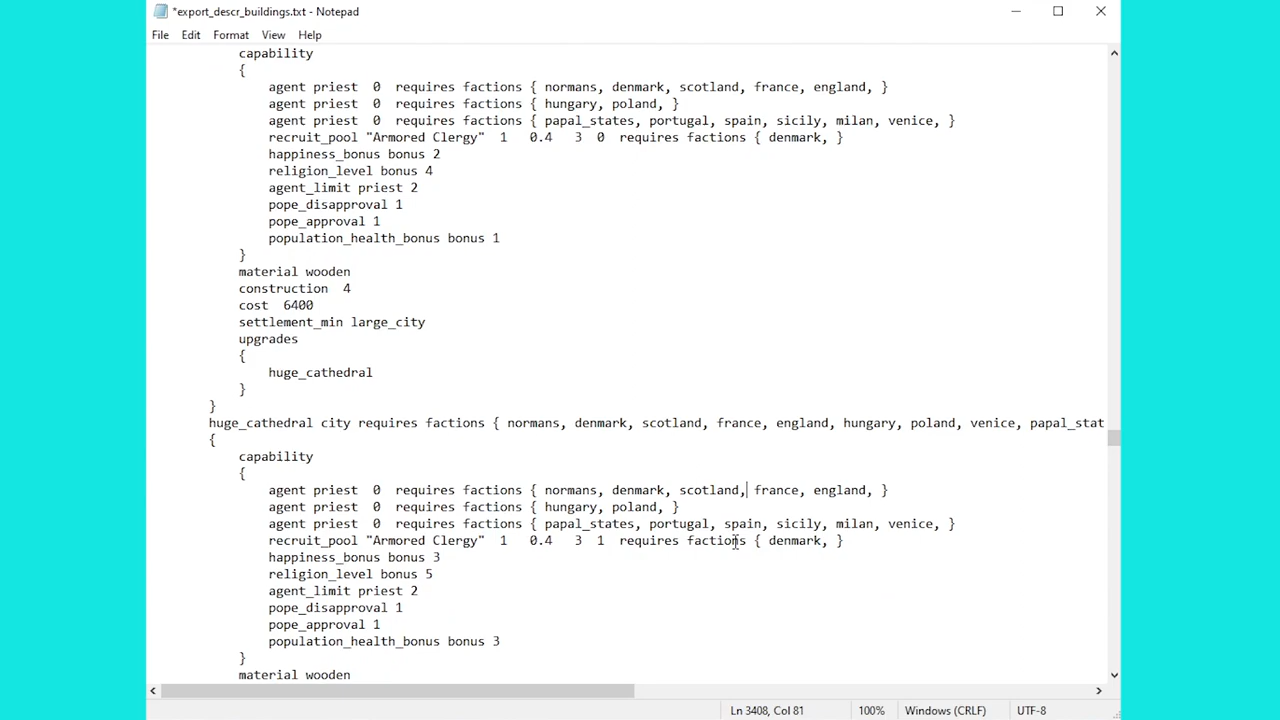 *export_descr_buildings.txt - Notepad
File Edit Format View Help
capability
{
agent priest 0 requires factions { normans, denmark, scotland, france, england, }
agent priest 0 requires factions { hungary, poland, }
agent priest 0 requires factions { papal_states, portugal, spain, sicily, milan, venice, }
recruit_pool "Armored Clergy" 1 0.4 3 0 requires factions { denmark, }
happiness_bonus bonus 2
religion_level bonus 4
agent_limit priest 2
pope_disapproval 1
pope_approval 1
population_health_bonus bonus 1
}
material wooden
construction 4
cost 6400
settlement_min large_city
upgrades
{
huge_cathedral
}
}
huge_cathedral city requires factions { normans, denmark, scotland, france, england, hungary, poland, venice, papal_stat
{
capability
{
agent priest 0 requires factions { normans, denmark, scotland, france, england, }
agent priest 0 requires factions { hungary, poland, }
agent priest 0 requires factions { papal_states, portugal, spain, sicily, milan, venice, }
recruit_pool "Armored Clergy" 1 0.4 3 1 requires factions { denmark, }
happiness_bonus bonus 3
religion_level bonus 5
agent_limit priest 2
pope_disapproval 1
pope_approval 1
population_health_bonus bonus 3
}
material wooden
Ln 3408, Col 81 100% Windows (CRLF) UTF-8